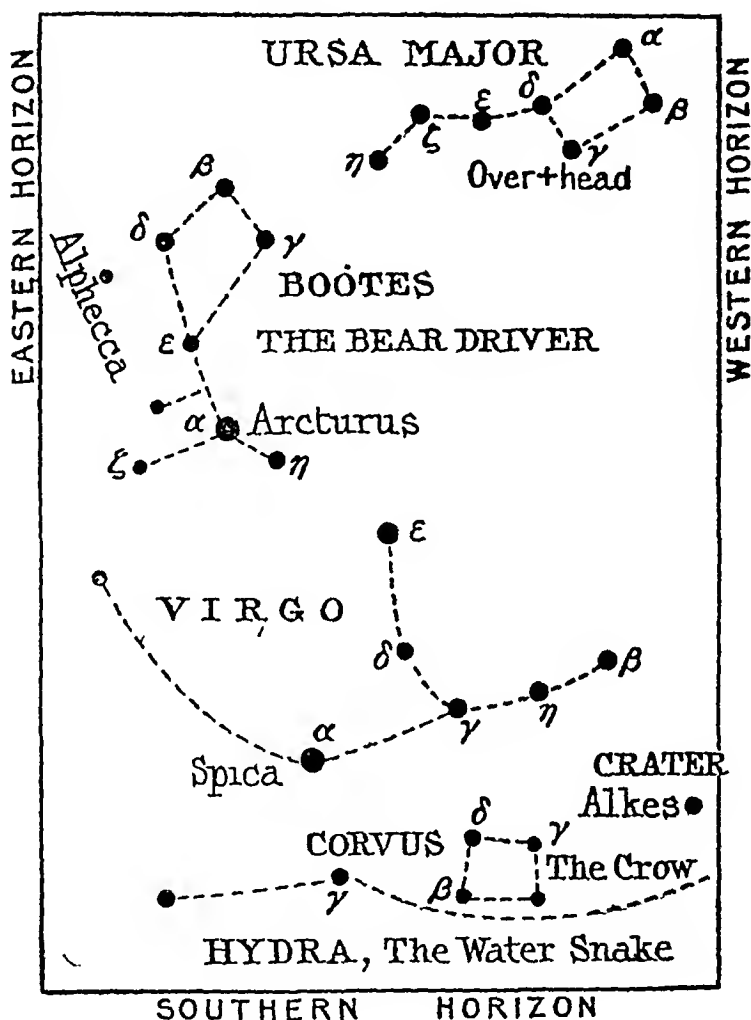 URSA MAJOR
α
δ
ε
β
ζ
γ
η
Over+head
EASTERN HORIZON
WESTERN HORIZON
β
δ
γ
Alphecca
BOÓTES
ε
THE BEAR DRIVER
α
Arcturus
ζ
η
ε
VIRGO
δ
β
η
γ
α
Spica
CRATER
Alkes
δ
γ
CORVUS
The Crow
β
γ
HYDRA, The Water Snake
SOUTHERN HORIZON